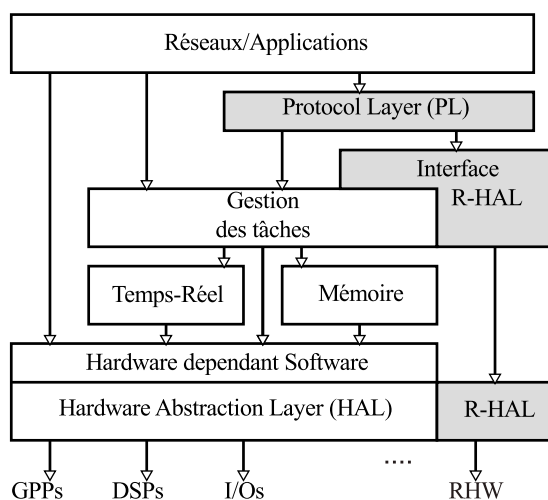 Réseaux/Applications
Protocol Layer (PL)
Interface
R-HAL
Gestion
des tâches
Temps-Réel
Mémoire
Hardware dependant Software
Hardware Abstraction Layer (HAL)
R-HAL
....
GPPs
DSPs
I/Os
RHW